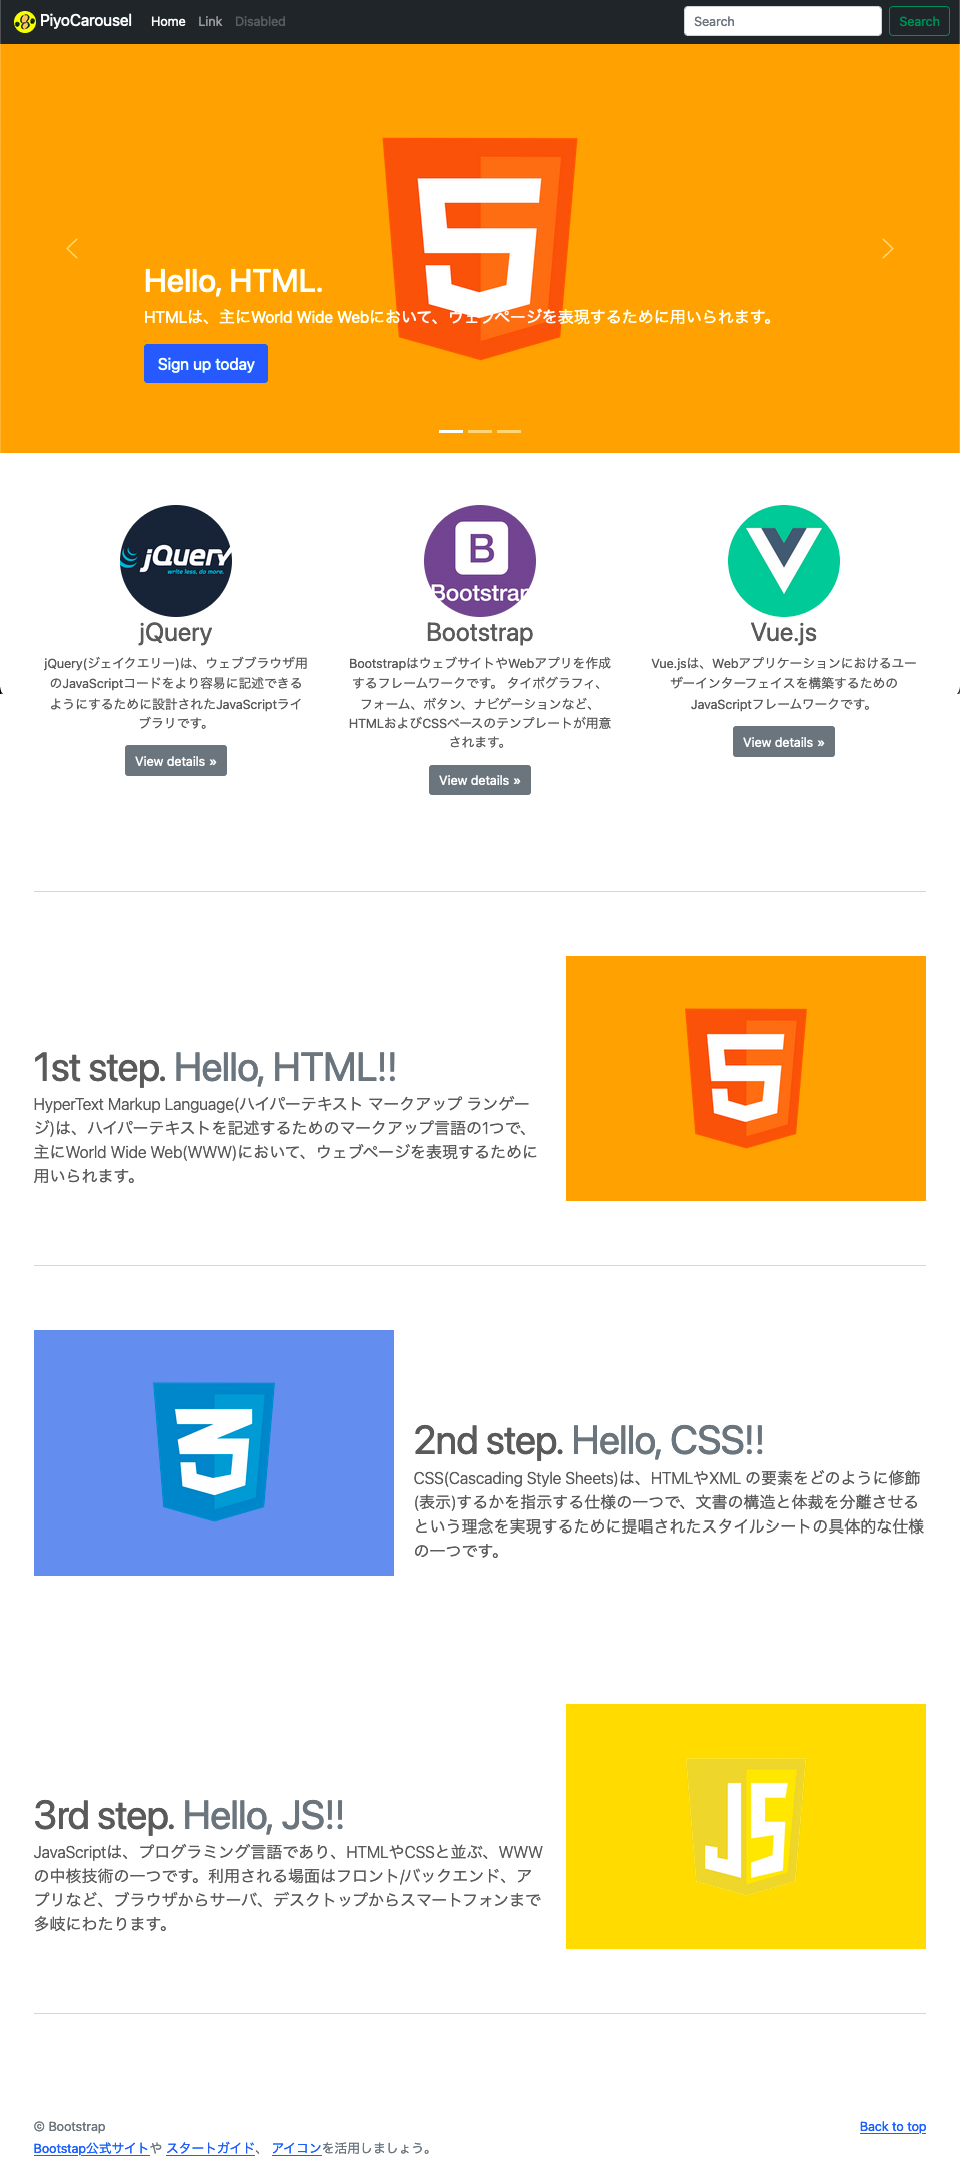 PiyoCarousel Home Link Disabled Search Search
Hello, HTML.
HTMLは、主にWorld Wide Webにおいて、ウェブページを表現するために用いられます。
Sign up today
jQuery
write less, do more.
B
Bootstrap
jQuery
jQuery(ジェイクエリー)は、ウェブブラウザ用
のJavaScriptコードをより容易に記述できる
ようにするために設計されたJavaScriptライ
ブラリです。
View details »
Bootstrap
BootstrapはウェブサイトやWebアプリを作成
するフレームワークです。 タイポグラフィ、
フォーム、ボタン、ナビゲーションなど、
HTMLおよびCSSベースのテンプレートが用意
されます。
View details »
Vue.js
Vue.jsは、Webアプリケーションにおけるユー
ザーインターフェイスを構築するための
JavaScriptフレームワークです。
View details »
1st step. Hello, HTML!!
HyperText Markup Language(ハイパーテキスト マークアップ ランゲー
ジ)は、ハイパーテキストを記述するためのマークアップ言語の1つで、
主にWorld Wide Web(WWW)において、ウェブページを表現するために
用いられます。
5
3
2nd step. Hello, CSS!!
CSS(Cascading Style Sheets)は、HTMLやXML の要素をどのように修飾
(表示)するかを指示する仕様の一つで、文書の構造と体裁を分離させる
という理念を実現するために提唱されたスタイルシートの具体的な仕様
の一つです。
3rd step. Hello, JS!!
JavaScriptは、プログラミング言語であり、HTMLやCSSと並ぶ、WWW
の中核技術の一つです。利用される場面はフロント/バックエンド、ア
プリなど、ブラウザからサーバ、デスクトップからスマートフォンまで
多岐にわたります。
JS
© Bootstrap Back to top
Bootstap公式サイトや スタートガイド、 アイコンを活用しましょう。